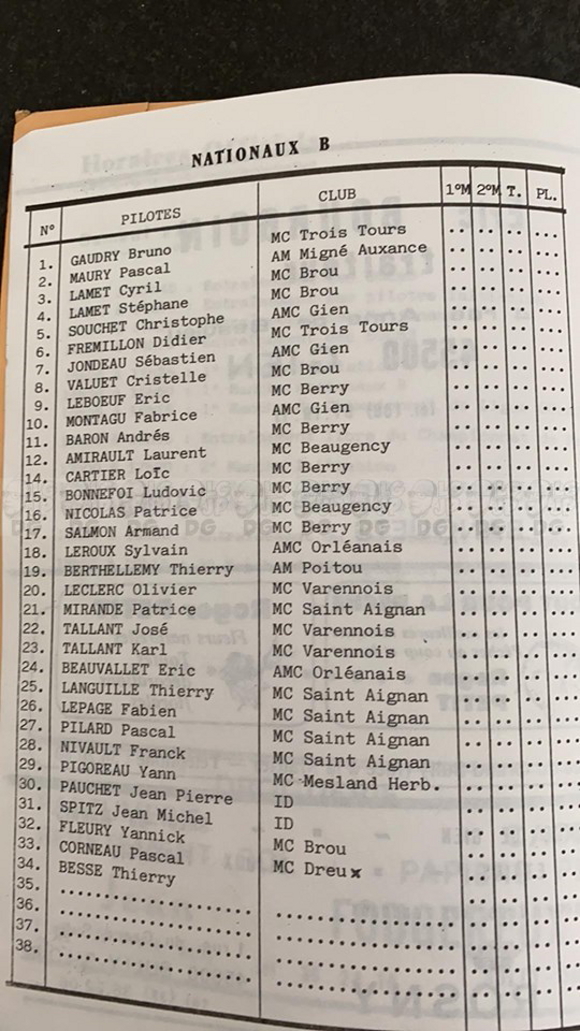 NATIONAUX B
N° PILOTES CLUB 1°M 2°M T. PL.
1. GAUDRY Bruno MC Trois Tours .. .. .. ...
2. MAURY Pascal AM Migné Auxance .. .. .. ...
3. LAMET Cyril MC Brou .. .. .. ...
4. LAMET Stéphane MC Brou .. .. .. ...
5. SOUCHET Christophe AMC Gien .. .. .. ...
6. FREMILLON Didier MC Trois Tours .. .. .. ...
7. JONDEAU Sébastien AMC Gien .. .. .. ...
8. VALUET Cristelle MC Brou .. .. .. ...
9. LEBOEUF Eric MC Berry .. .. .. ...
10. MONTAGU Fabrice AMC Gien .. .. .. ...
11. BARON Andrés MC Berry .. .. .. ...
12. AMIRAULT Laurent MC Beaugency .. .. .. ...
14. CARTIER Loïc MC Berry .. .. .. ...
15. BONNEFOI Ludovic MC Berry .. .. .. ...
16. NICOLAS Patrice MC Beaugency .. .. .. ...
17. SALMON Armand MC Berry .. .. .. ...
18. LEROUX Sylvain AMC Orléanais .. .. .. ...
19. BERTHELLEMY Thierry AM Poitou .. .. .. ...
20. LECLERC Olivier MC Varennois .. .. .. ...
21. MIRANDE Patrice MC Saint Aignan .. .. .. ...
22. TALLANT José MC Varennois .. .. .. ...
23. TALLANT Karl MC Varennois .. .. .. ...
24. BEAUVALLET Eric AMC Orléanais .. .. .. ...
25. LANGUILLE Thierry MC Saint Aignan .. .. .. ...
26. LEPAGE Fabien MC Saint Aignan .. .. .. ...
27. PILARD Pascal MC Saint Aignan .. .. .. ...
28. NIVAULT Franck MC Saint Aignan .. .. .. ...
29. PIGOREAU Yann MC Mesland Herb. .. .. .. ...
30. PAUCHET Jean Pierre ID .. .. .. ...
31. SPITZ Jean Michel ID .. .. .. ...
32. FLEURY Yannick MC Brou .. .. .. ...
33. CORNEAU Pascal MC Dreux .. .. .. ...
34. BESSE Thierry .. .. .. ...
35.
36.
37.
38.